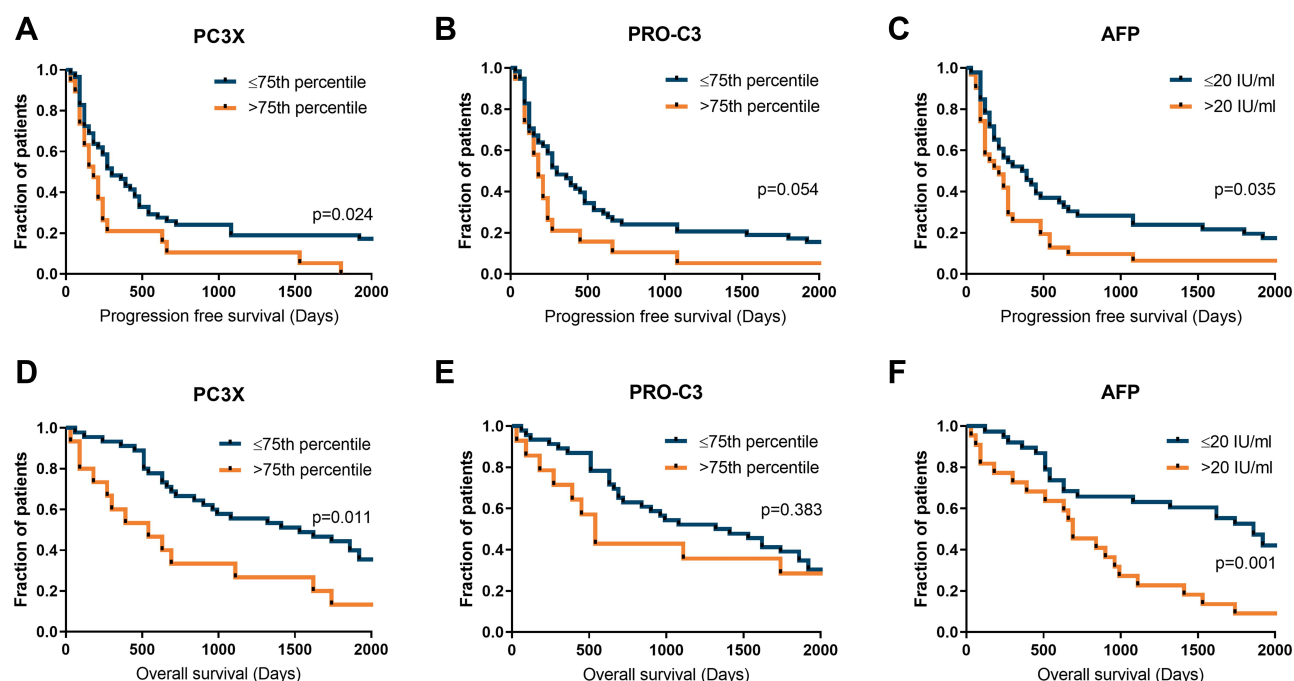 A
PC3X
Fraction of patients
1.0
0.8
0.6
0.4
0.2
0.0
≤75th percentile
>75th percentile
p=0.024
0 500 1000 1500 2000
Progression free survival (Days)
B
PRO-C3
Fraction of patients
1.0
0.8
0.6
0.4
0.2
0.0
≤75th percentile
>75th percentile
p=0.054
0 500 1000 1500 2000
Progression free survival (Days)
C
AFP
Fraction of patients
1.0
0.8
0.6
0.4
0.2
0.0
≤20 IU/ml
>20 IU/ml
p=0.035
0 500 1000 1500 2000
Progression free survival (Days)
D
PC3X
Fraction of patients
1.0
0.8
0.6
0.4
0.2
0.0
≤75th percentile
>75th percentile
p=0.011
0 500 1000 1500 2000
Overall survival (Days)
E
PRO-C3
Fraction of patients
1.0
0.8
0.6
0.4
0.2
0.0
≤75th percentile
>75th percentile
p=0.383
0 500 1000 1500 2000
Overall survival (Days)
F
AFP
Fraction of patients
1.0
0.8
0.6
0.4
0.2
0.0
≤20 IU/ml
>20 IU/ml
p=0.001
0 500 1000 1500 2000
Overall survival (Days)